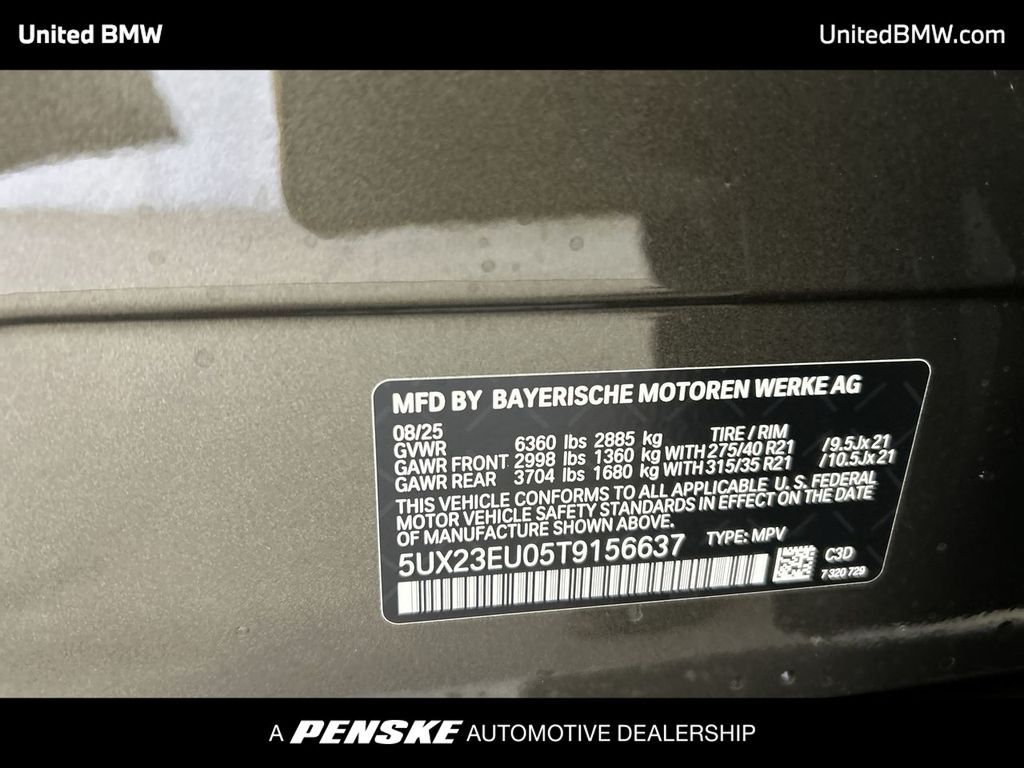 United BMW
UnitedBMW.com
MFD BY BAYERISCHE MOTOREN WERKE AG
08/25 TIRE / RIM
GVWR 6360 lbs 2885 kg
GAWR FRONT 2998 lbs 1360 kg WITH 275/40 R21 /9.5Jx21
GAWR REAR 3704 lbs 1680 kg WITH 315/35 R21 /10.5Jx21
THIS VEHICLE CONFORMS TO ALL APPLICABLE U.S. FEDERAL
MOTOR VEHICLE SAFETY STANDARDS IN EFFECT ON THE DATE
OF MANUFACTURE SHOWN ABOVE.
5UX23EU05T9156637 TYPE: MPV
C3D
7 320 729
A PENSKE AUTOMOTIVE DEALERSHIP